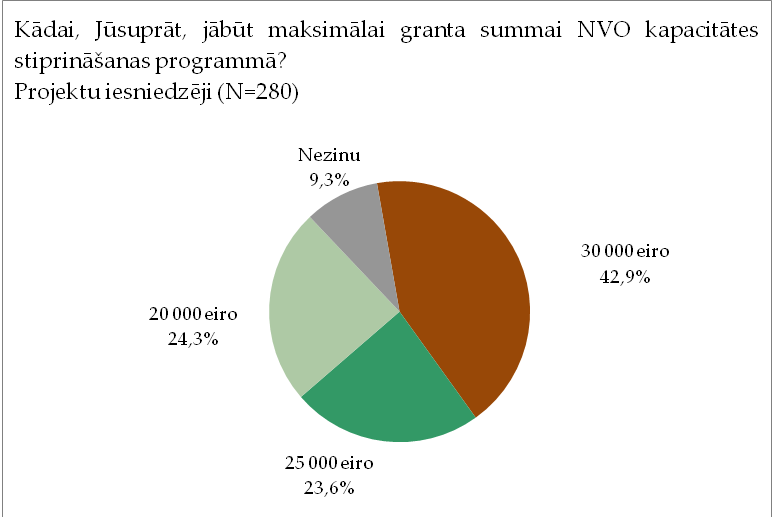 Kādai, Jūsuprāt, jābūt maksimālai granta summai NVO kapacitātes
stiprināšanas programmā?
Projektu iesniedzēji (N=280)
Nezinu
9,3%
30 000 eiro
42,9%
20 000 eiro
24,3%
25 000 eiro
23,6%